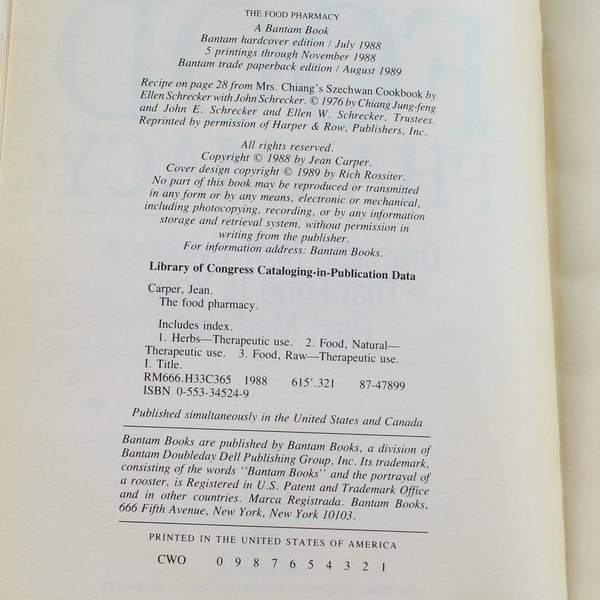 THE FOOD PHARMACY
A Bantam Book
Bantam hardcover edition / July 1988
5 printings through November 1988
Bantam trade paperback edition / August 1989
Recipe on page 28 from Mrs. Chiang's Szechwan Cookbook by
Ellen Schrecker with John Schrecker. © 1976 by Chiang Jung-feng
and John E. Schrecker and Ellen W. Schrecker, Trustees.
Reprinted by permission of Harper & Row, Publishers, Inc.
All rights reserved.
Copyright © 1988 by Jean Carper.
Cover design copyright © 1989 by Rich Rossiter.
No part of this book may be reproduced or transmitted
in any form or by any means, electronic or mechanical,
including photocopying, recording, or by any information
storage and retrieval system, without permission in
writing from the publisher.
For information address: Bantam Books.
Library of Congress Cataloging-in-Publication Data
Carper, Jean.
The food pharmacy.
Includes index.
1. Herbs—Therapeutic use. 2. Food, Natural—
Therapeutic use. 3. Food, Raw—Therapeutic use.
I. Title.
RM666.H33C365 1988 615'.321 87-47899
ISBN 0-553-34524-9
Published simultaneously in the United States and Canada
Bantam Books are published by Bantam Books, a division of
Bantam Doubleday Dell Publishing Group, Inc. Its trademark,
consisting of the words "Bantam Books" and the portrayal of
a rooster, is Registered in U.S. Patent and Trademark Office
and in other countries. Marca Registrada. Bantam Books,
666 Fifth Avenue, New York, New York 10103.
PRINTED IN THE UNITED STATES OF AMERICA
CWO 0 9 8 7 6 5 4 3 2 1